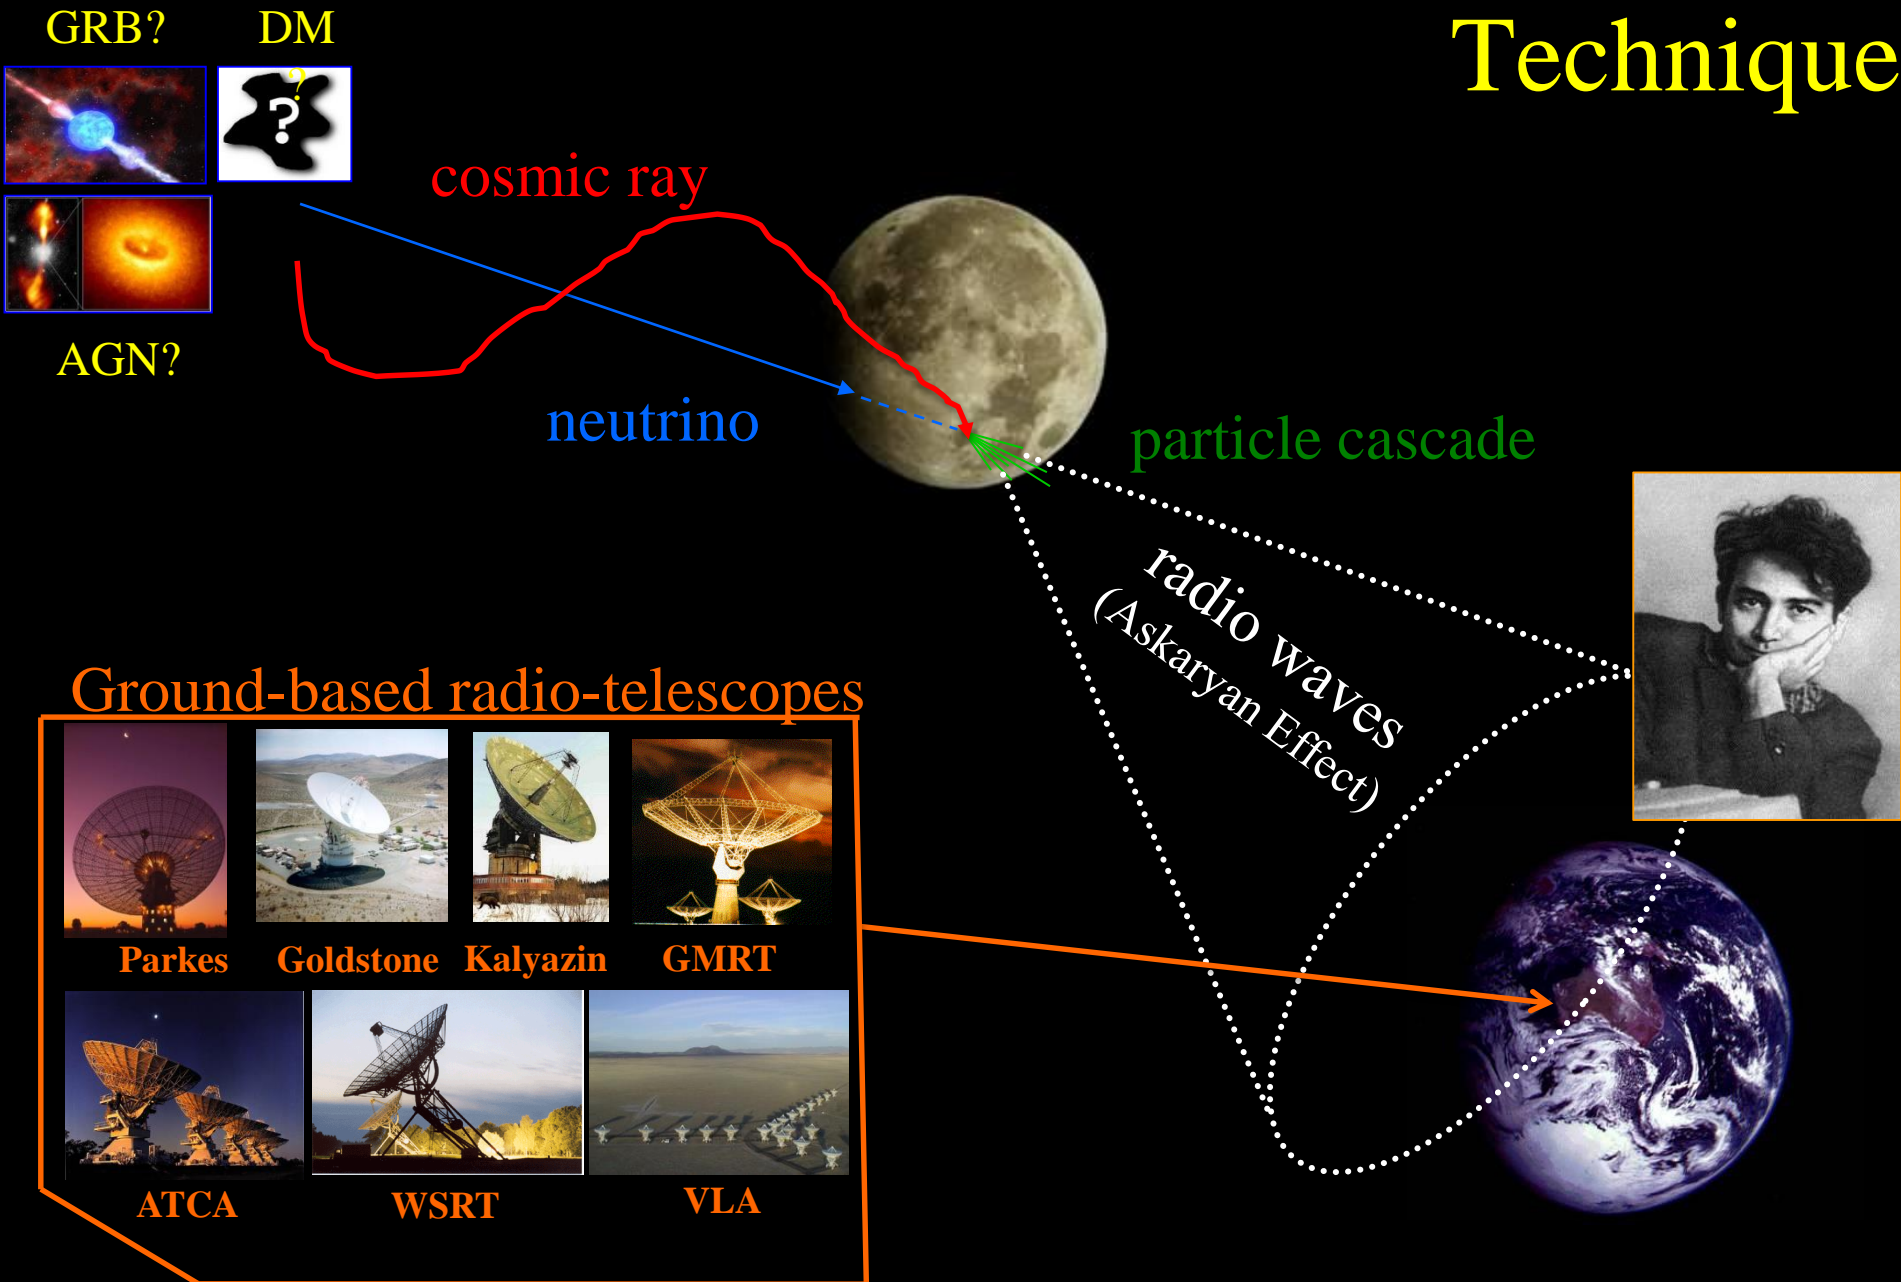 GRB?
DM
Technique
?
?
cosmic ray
AGN?
neutrino
particle cascade
radio waves
(Askaryan Effect)
Ground-based radio-telescopes
Parkes
Goldstone
Kalyazin
GMRT
ATCA
WSRT
VLA